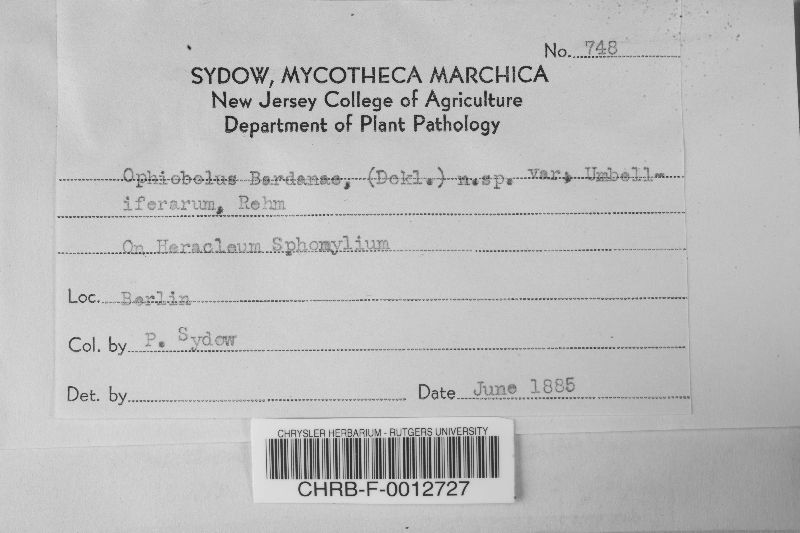 No. 748
SYDOW, MYCOTHECA MARCHICA
New Jersey College of Agriculture
Department of Plant Pathology
Ophiobolus Bardanae, (Dckl.) n.sp. var, Umbell-
iferarum, Rehm
On Heracleum Sphomylium
Loc. Berlin
Col. by P. Sydow
Det. by
Date June 1885
CHRYSLER HERBARIUM - RUTGERS UNIVERSITY
CHRB-F-0012727